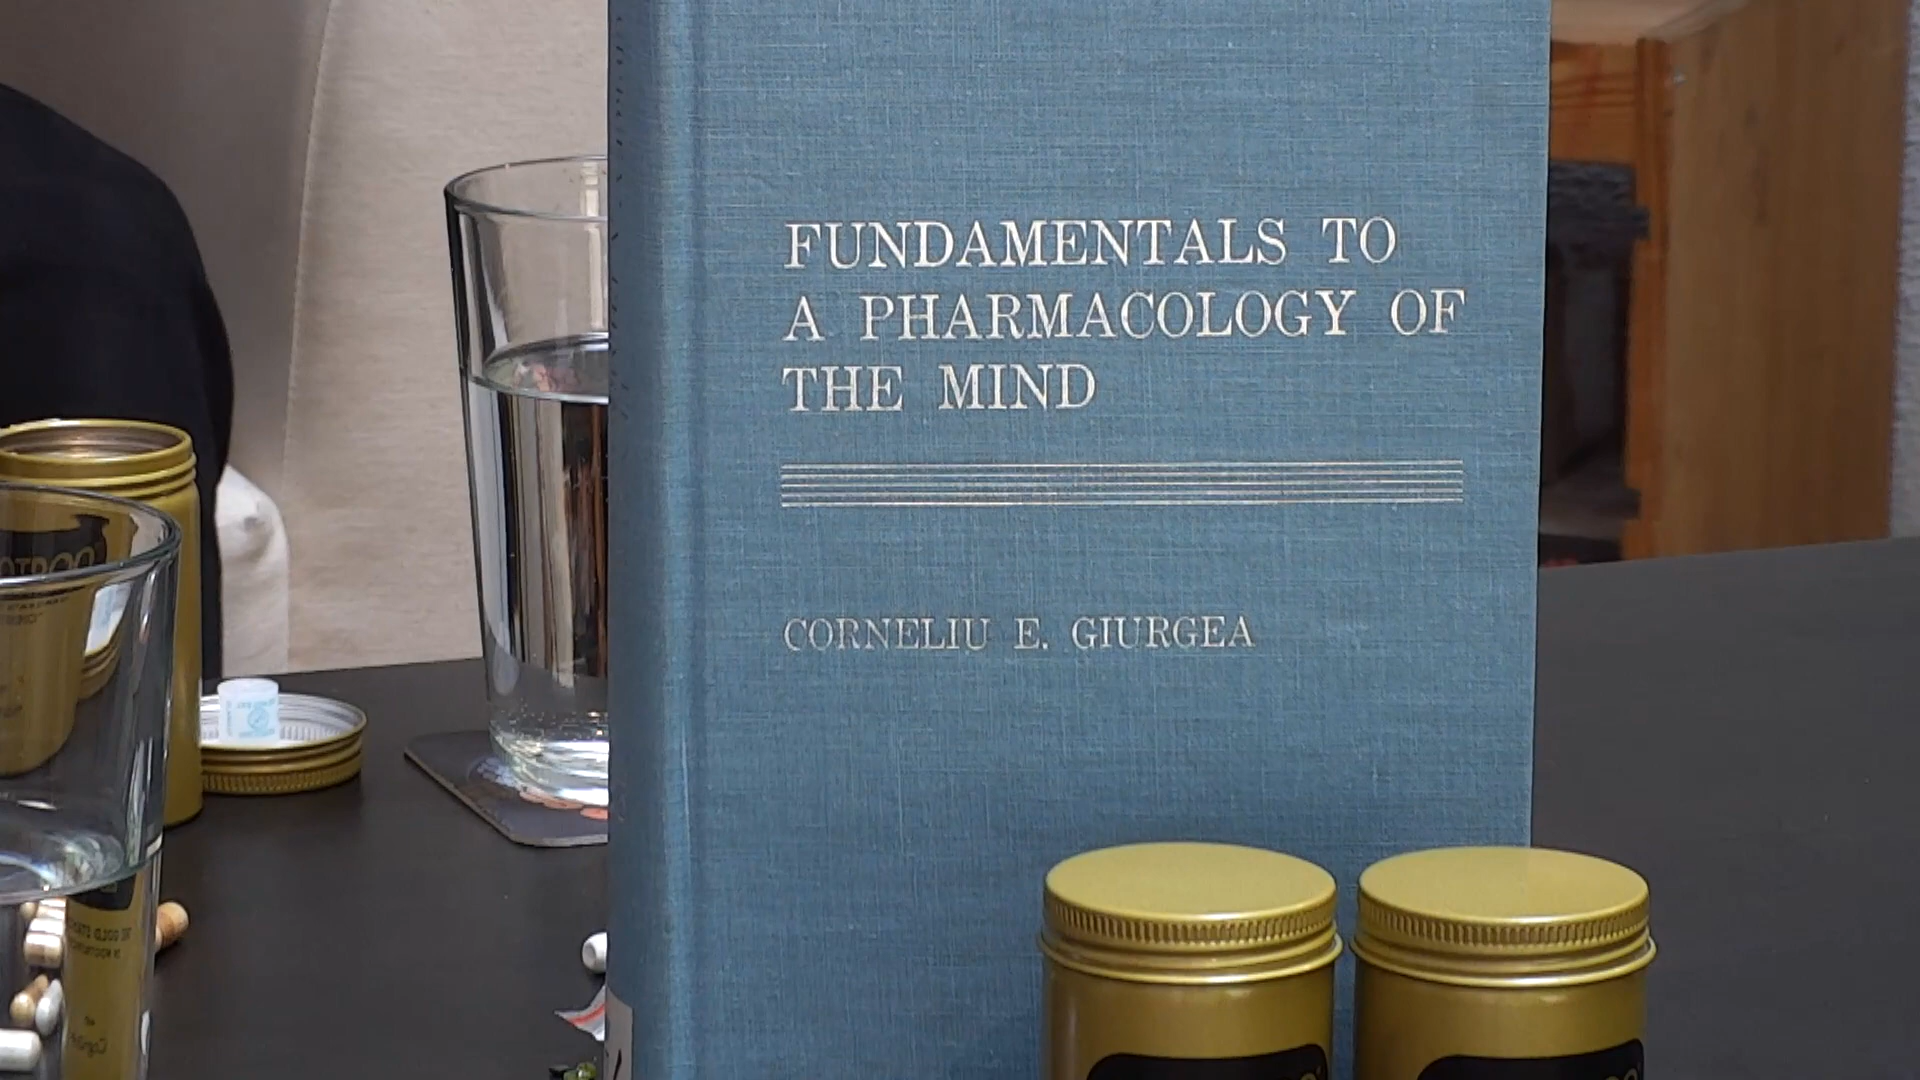 FUNDAMENTALS TO
A PHARMACOLOGY OF
THE MIND
CORNELIU E. GIURGEA